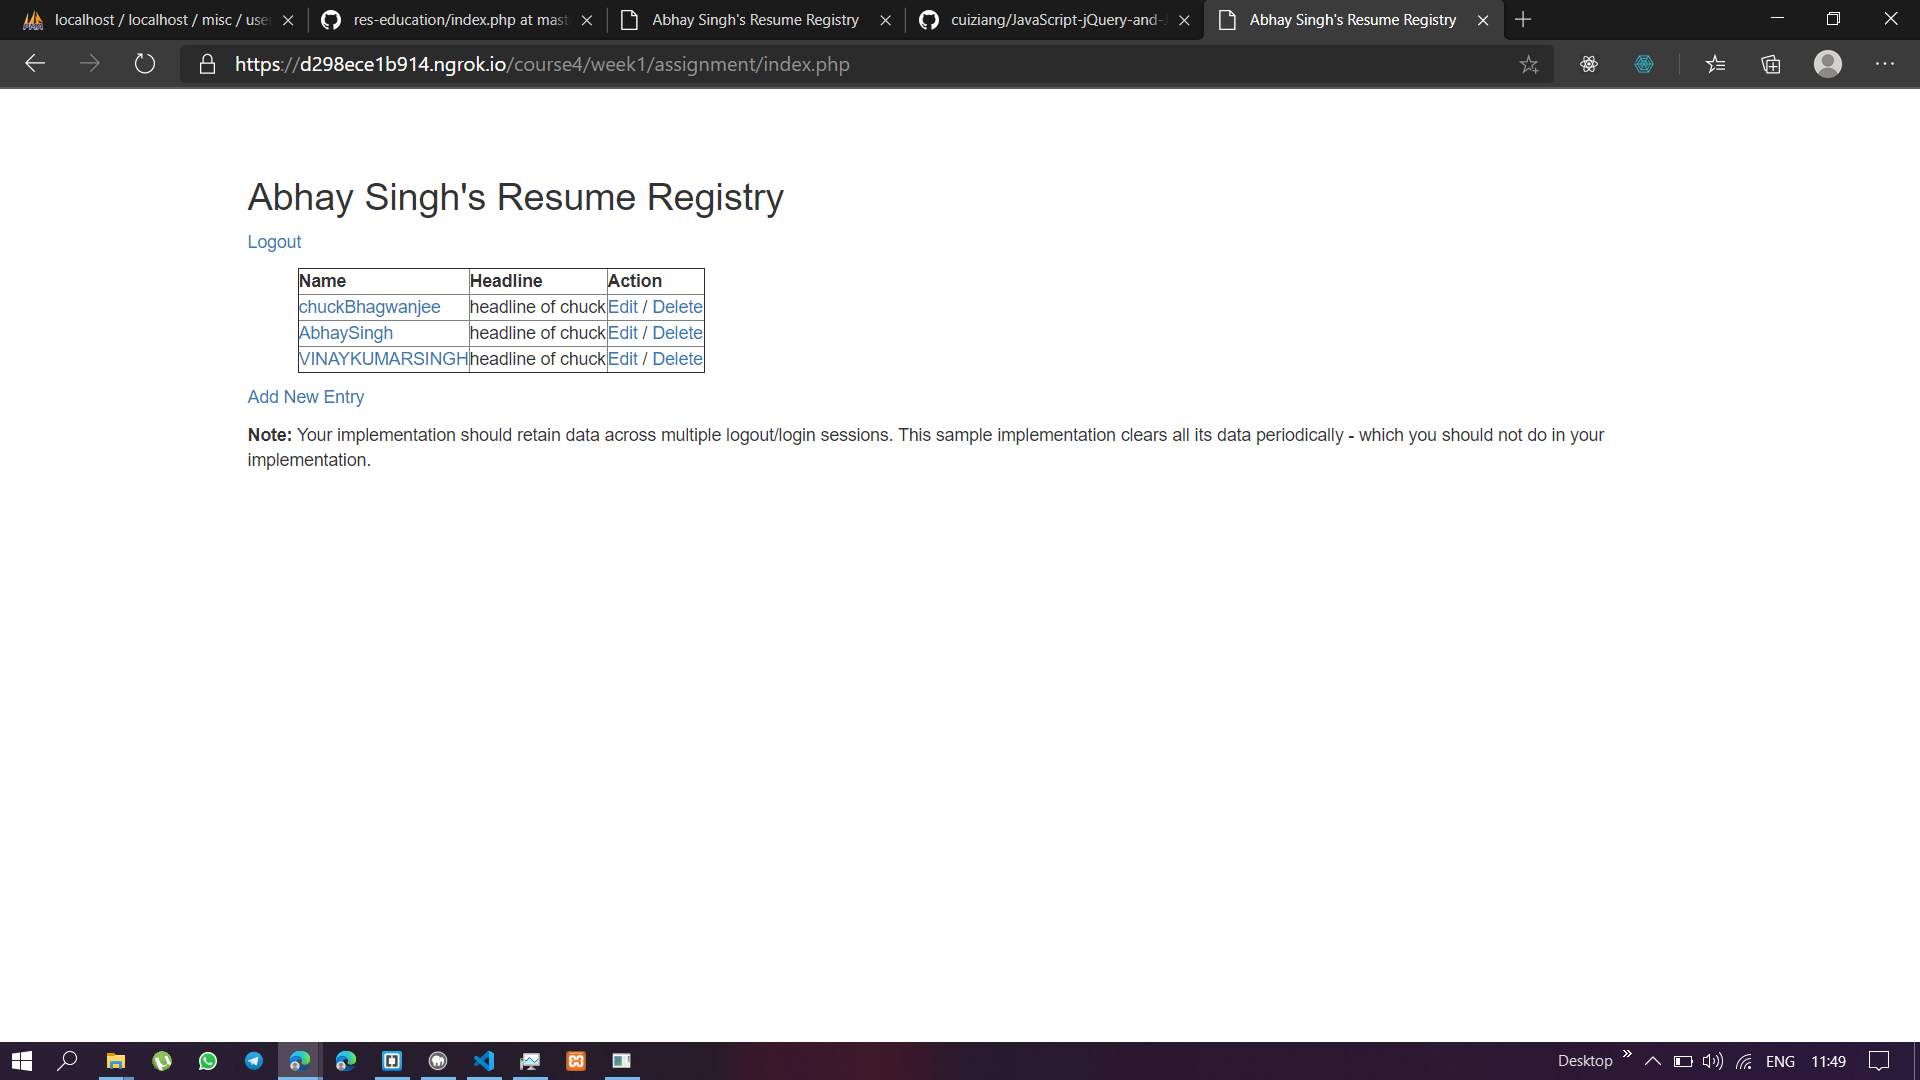 localhost / localhost / misc / use
res-education/index.php at mast
Abhay Singh's Resume Registry
cuiziang/JavaScript-jQuery-and-J
Abhay Singh's Resume Registry
https://d298ece1b914.ngrok.io/course4/week1/assignment/index.php
Abhay Singh's Resume Registry
Logout
Name Headline Action
chuckBhagwanjee headline of chuck Edit / Delete
AbhaySingh headline of chuck Edit / Delete
VINAYKUMARSINGH headline of chuck Edit / Delete
Add New Entry
Note: Your implementation should retain data across multiple logout/login sessions. This sample implementation clears all its data periodically - which you should not do in your
implementation.
Desktop » ENG 11:49